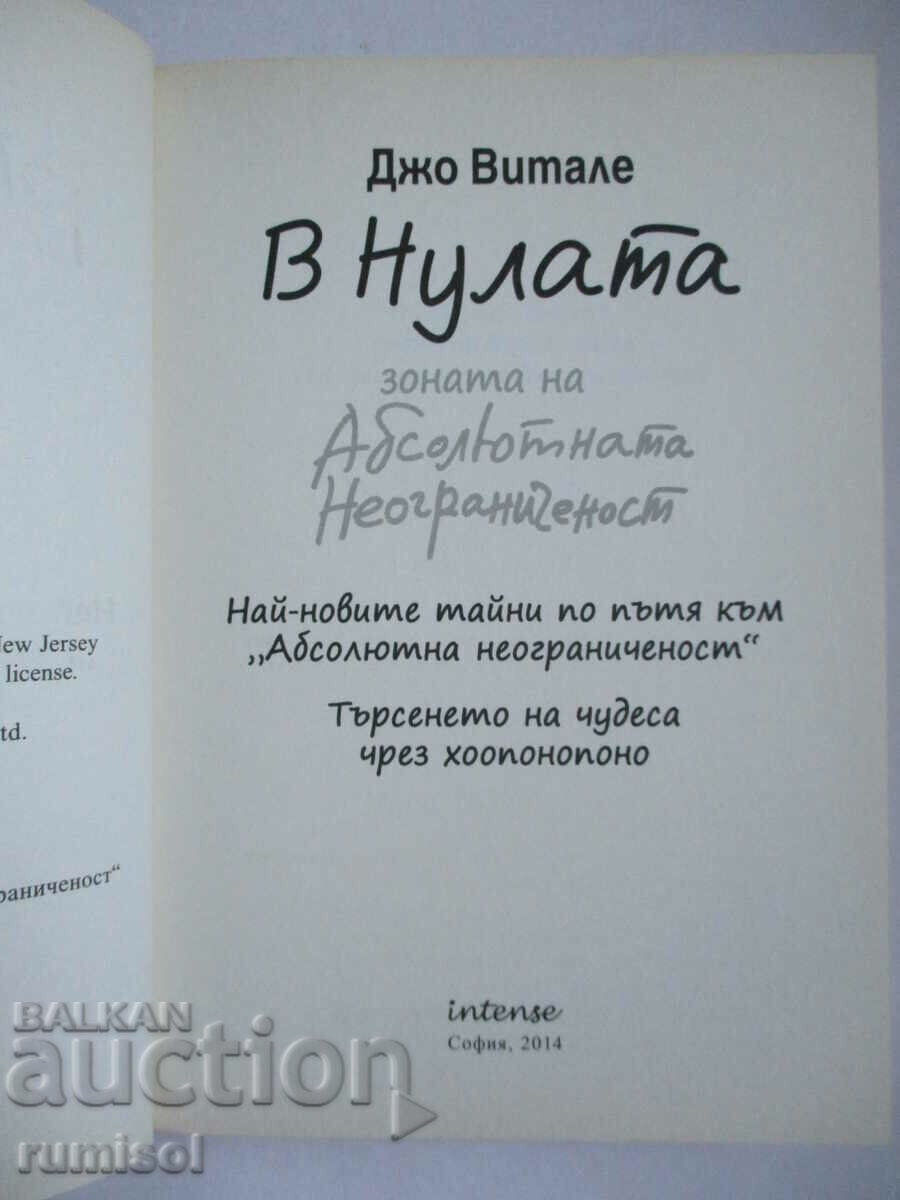 Джо Витале
В Нулата
зоната на
Абсолютната
Неограниченост
Най-новите тайни по пътя към
„Абсолютна неограниченост“
Търсенето на чудеса
чрез хоопонопоно
intense
София, 2014
New Jersey
license.
td.
раниченост“
BALKAN
auction
rumisol